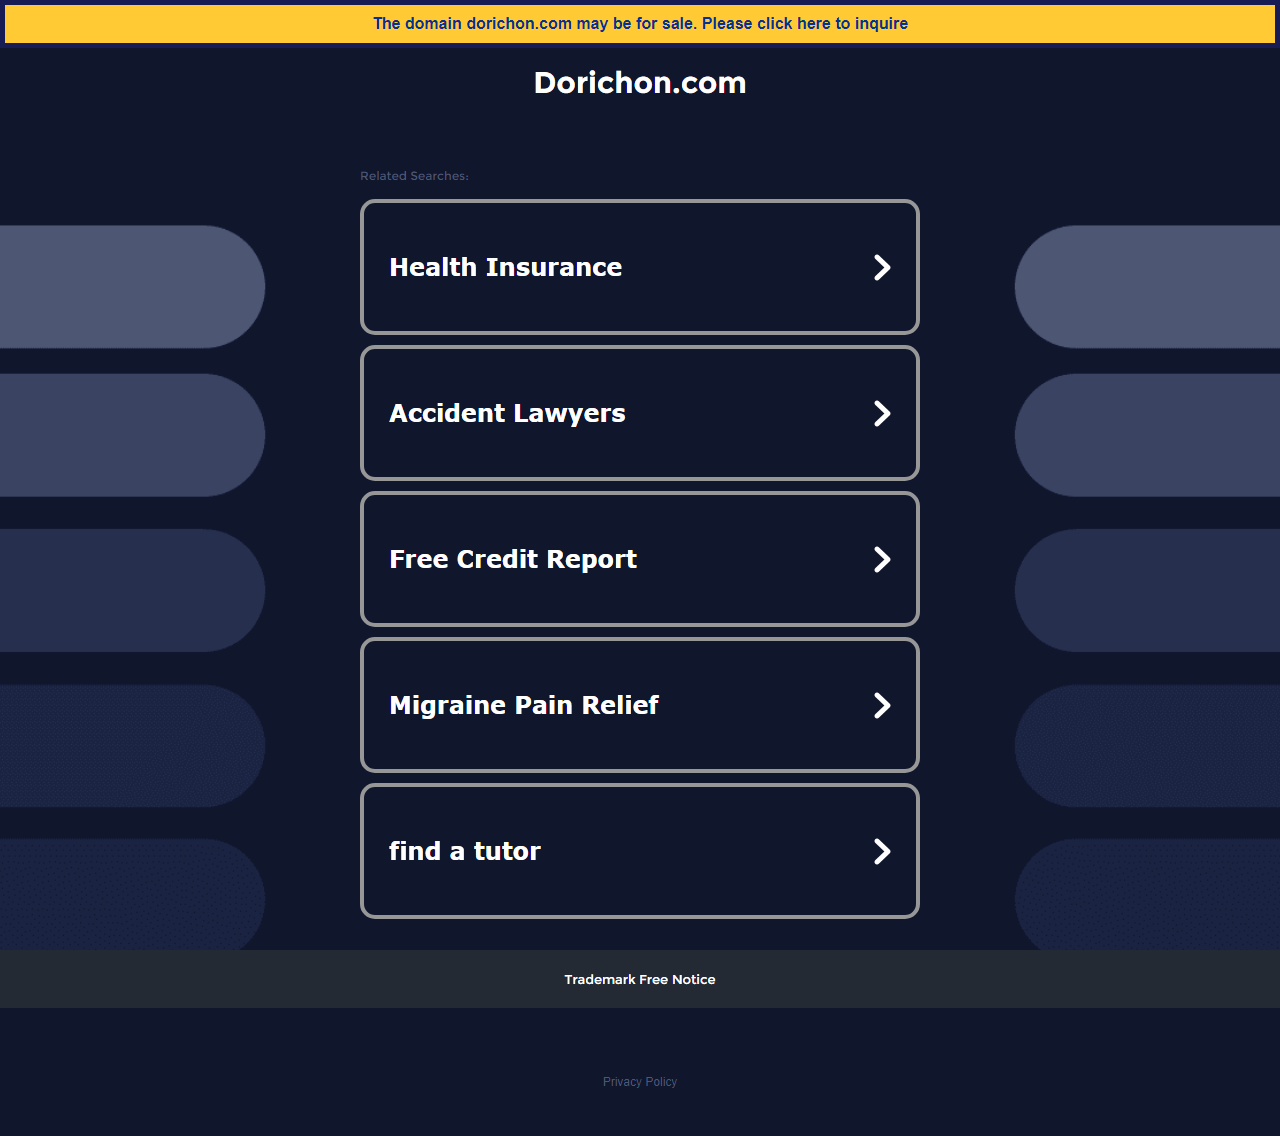 The domain dorichon.com may be for sale. Please click here to inquire
Dorichon.com
Related Searches:
Health Insurance
Accident Lawyers
Free Credit Report
Migraine Pain Relief
find a tutor
Trademark Free Notice
Privacy Policy